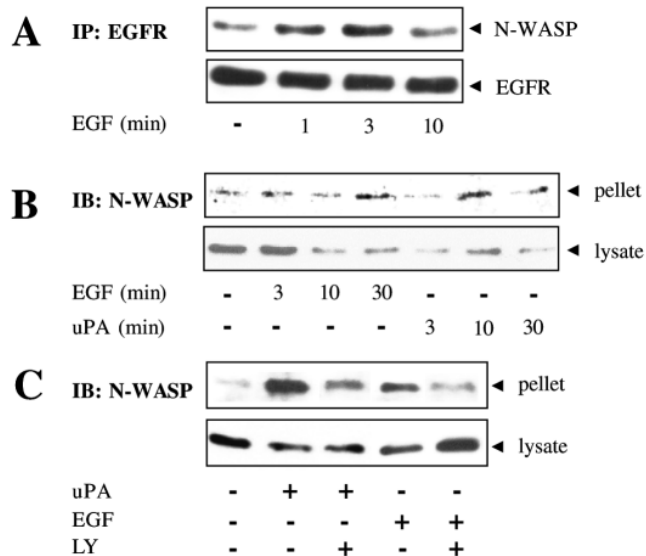 A IP: EGFR ◄ N-WASP
◄ EGFR
EGF (min) - 1 3 10
B IB: N-WASP ◄ pellet
◄ lysate
EGF (min) - 3 10 30 - - -
uPA (min) - - - - 3 10 30
C IB: N-WASP ◄ pellet
◄ lysate
uPA - + + - -
EGF - - - + +
LY - - + - +